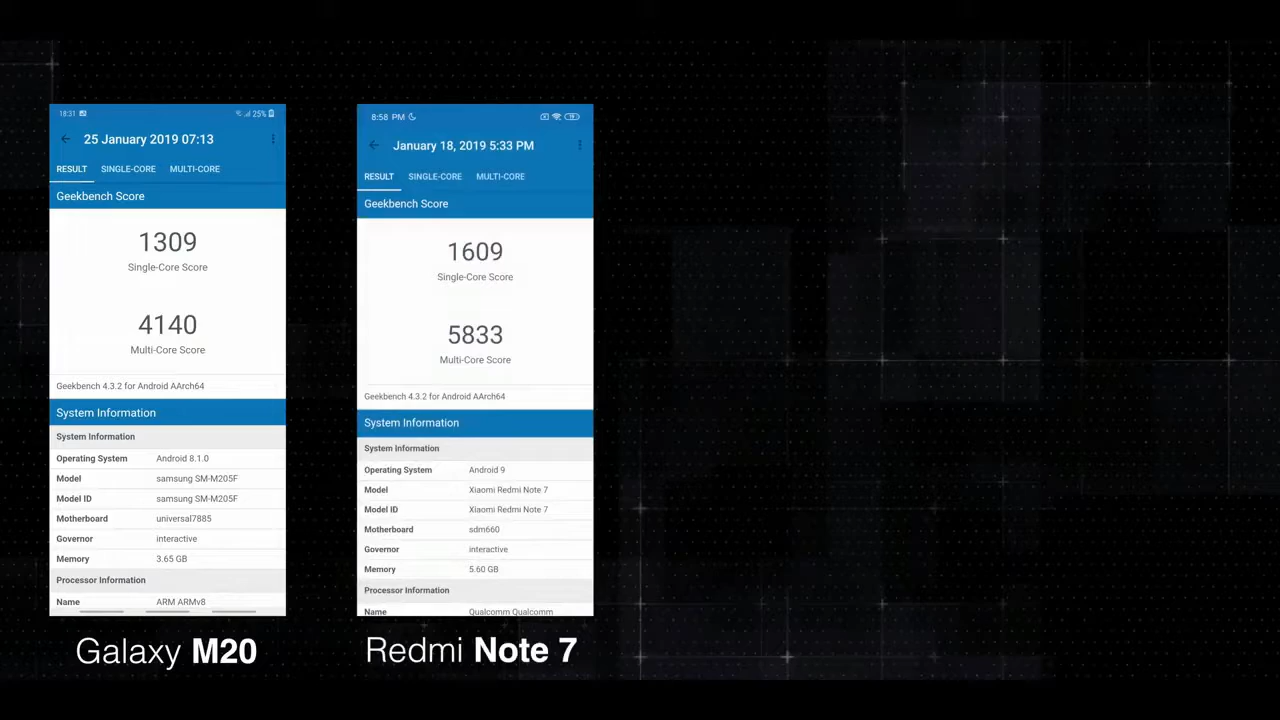 18:31 25%
25 January 2019 07:13
RESULT SINGLE-CORE MULTI-CORE
Geekbench Score
1309
Single-Core Score
4140
Multi-Core Score
Geekbench 4.3.2 for Android AArch64
System Information
System Information
Operating System Android 8.1.0
Model samsung SM-M205F
Model ID samsung SM-M205F
Motherboard universal7885
Governor interactive
Memory 3.65 GB
Processor Information
Name ARM ARMv8
Galaxy M20
8:58 PM
January 18, 2019 5:33 PM
RESULT SINGLE-CORE MULTI-CORE
Geekbench Score
1609
Single-Core Score
5833
Multi-Core Score
Geekbench 4.3.2 for Android AArch64
System Information
System Information
Operating System Android 9
Model Xiaomi Redmi Note 7
Model ID Xiaomi Redmi Note 7
Motherboard sdm660
Governor interactive
Memory 5.60 GB
Processor Information
Name Qualcomm Qualcomm
Redmi Note 7